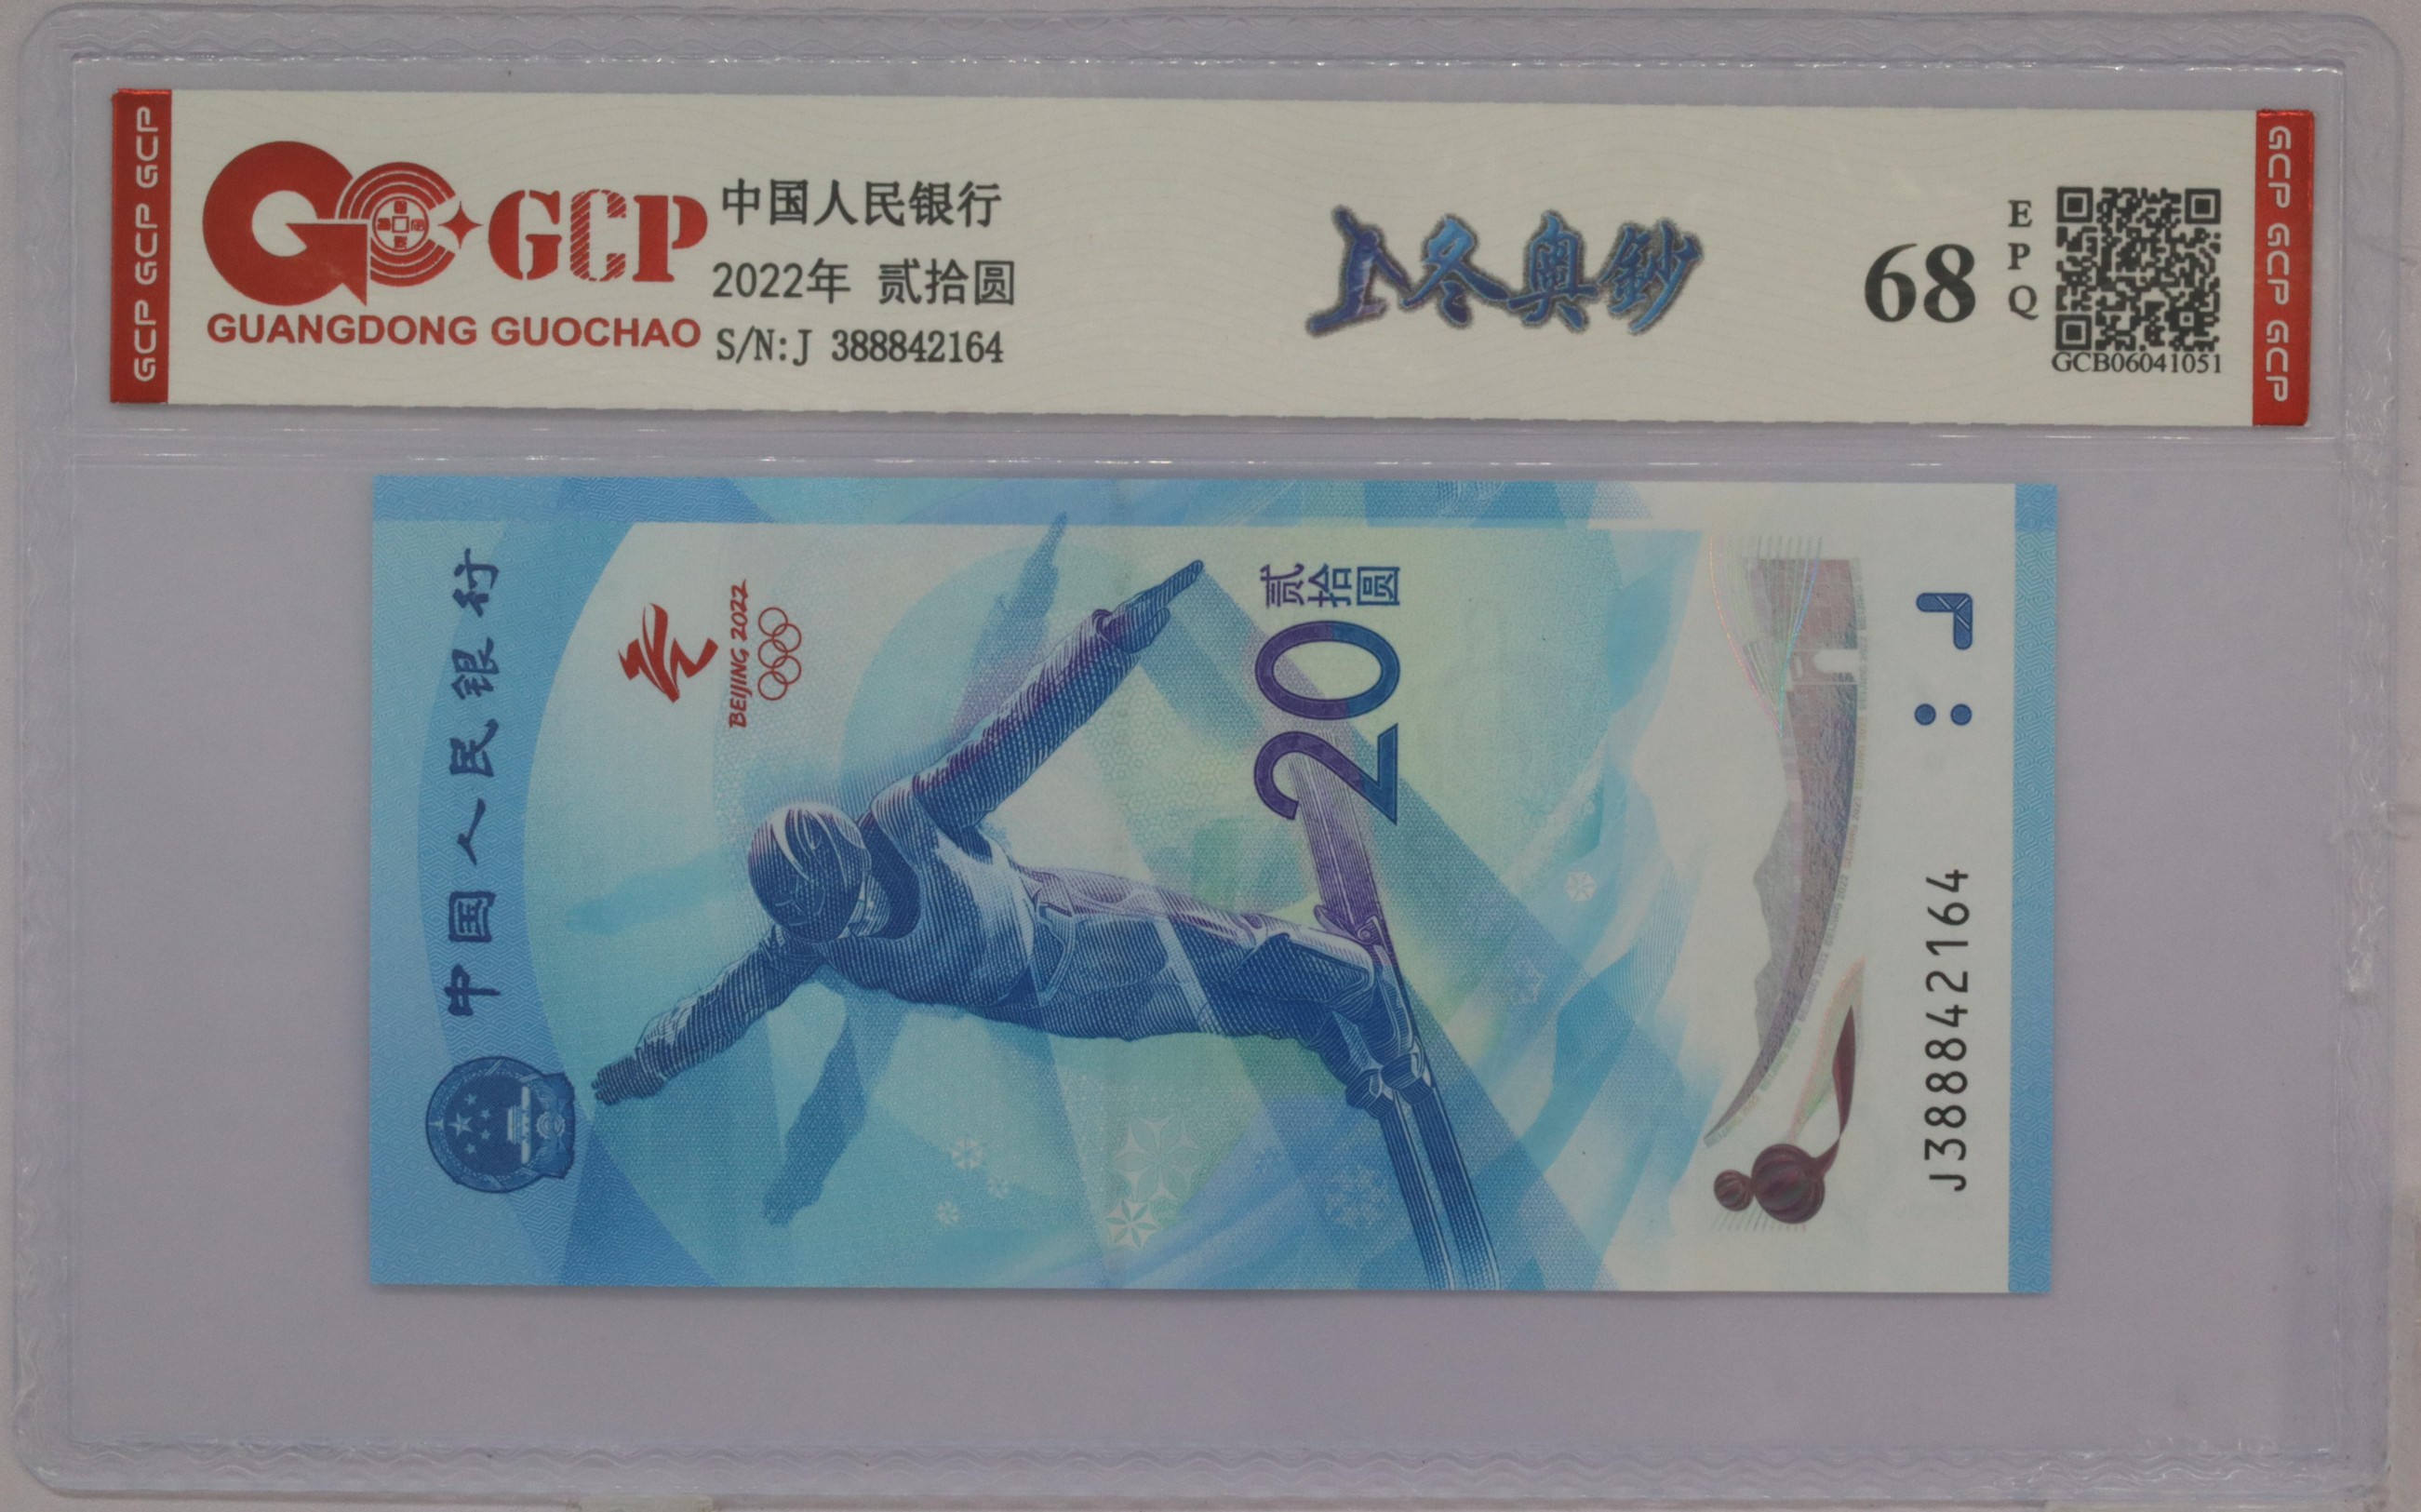 GCP GCP GCP
GCP
GUANGDONG GUOCHAO
中国人民银行
2022年 贰拾圆
S/N:J 388842164
冬奥鈔
68
EPQ
GCB06041051
GCP GCP GCP
中国人民银行
BEIJING 2022
贰拾圆
20
J388842164